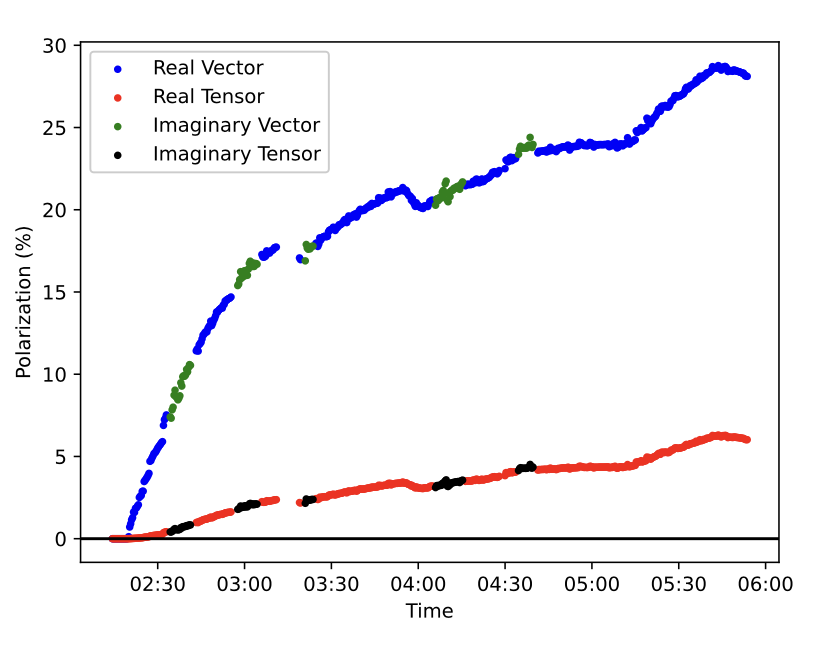 Real Vector
Real Tensor
Imaginary Vector
Imaginary Tensor
30
25
20
15
10
5
0
Polarization (%)
02:30 03:00 03:30 04:00 04:30 05:00 05:30 06:00
Time